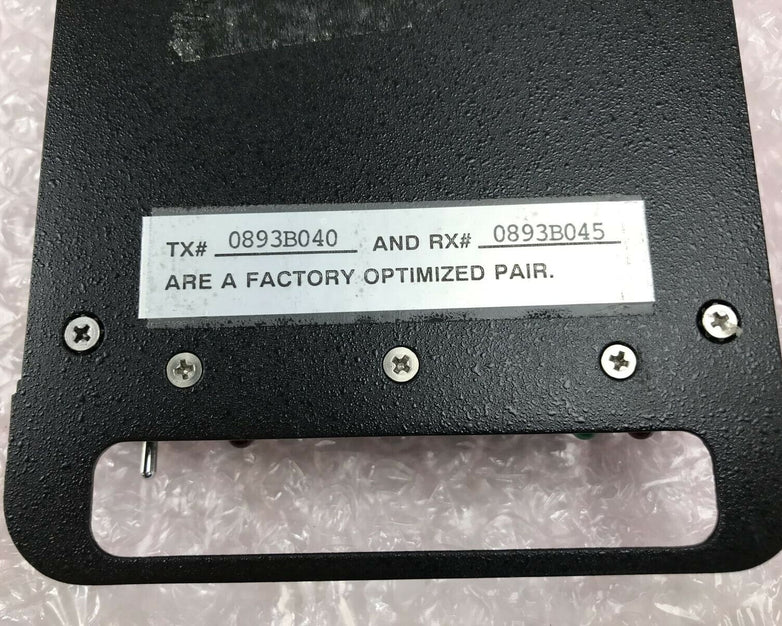 TX# 0893B040 AND RX# 0893B045
ARE A FACTORY OPTIMIZED PAIR.